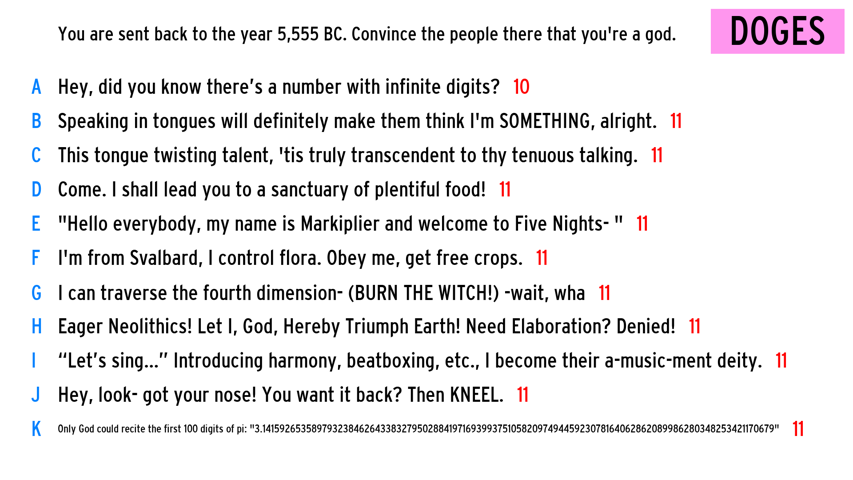 You are sent back to the year 5,555 BC. Convince the people there that you're a god.
DOGES
A Hey, did you know there's a number with infinite digits? 10
B Speaking in tongues will definitely make them think I'm SOMETHING, alright. 11
C This tongue twisting talent, 'tis truly transcendent to thy tenuous talking. 11
D Come. I shall lead you to a sanctuary of plentiful food! 11
E "Hello everybody, my name is Markiplier and welcome to Five Nights- " 11
F I'm from Svalbard, I control flora. Obey me, get free crops. 11
G I can traverse the fourth dimension- (BURN THE WITCH!) -wait, wha 11
H Eager Neolithics! Let I, God, Hereby Triumph Earth! Need Elaboration? Denied! 11
I “Let’s sing...” Introducing harmony, beatboxing, etc., I become their a-music-ment deity. 11
J Hey, look- got your nose! You want it back? Then KNEEL. 11
K Only God could recite the first 100 digits of pi: "3.1415926535897932384626433832795028841971693993751058209749445923078164062862089986280348253421170679" 11